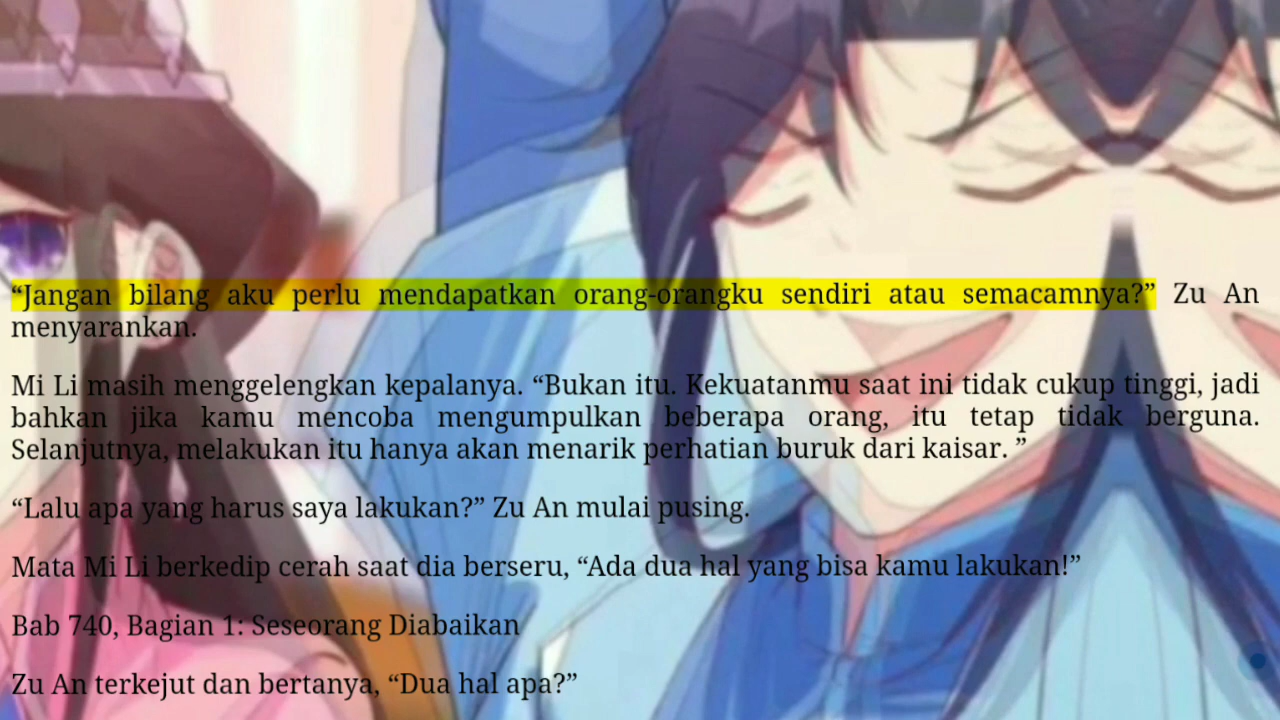 “Jangan bilang aku perlu mendapatkan orang-orangku sendiri atau semacamnya?” Zu An
menyarankan.
Mi Li masih menggelengkan kepalanya. “Bukan itu. Kekuatanmu saat ini tidak cukup tinggi, jadi
bahkan jika kamu mencoba mengumpulkan beberapa orang, itu tetap tidak berguna.
Selanjutnya, melakukan itu hanya akan menarik perhatian buruk dari kaisar. ”
“Lalu apa yang harus saya lakukan?” Zu An mulai pusing.
Mata Mi Li berkedip cerah saat dia berseru, “Ada dua hal yang bisa kamu lakukan!”
Bab 740, Bagian 1: Seseorang Diabaikan
Zu An terkejut dan bertanya, “Dua hal apa?”